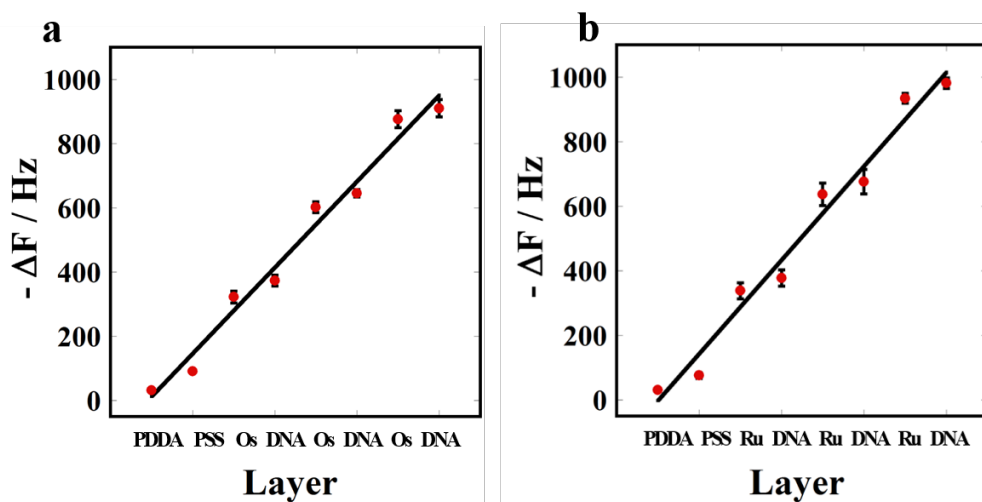 a
- ΔF / Hz
1000
800
600
400
200
0
PDDA PSS Os DNA Os DNA Os DNA
Layer
b
- ΔF / Hz
1000
800
600
400
200
0
PDDA PSS Ru DNA Ru DNA Ru DNA
Layer